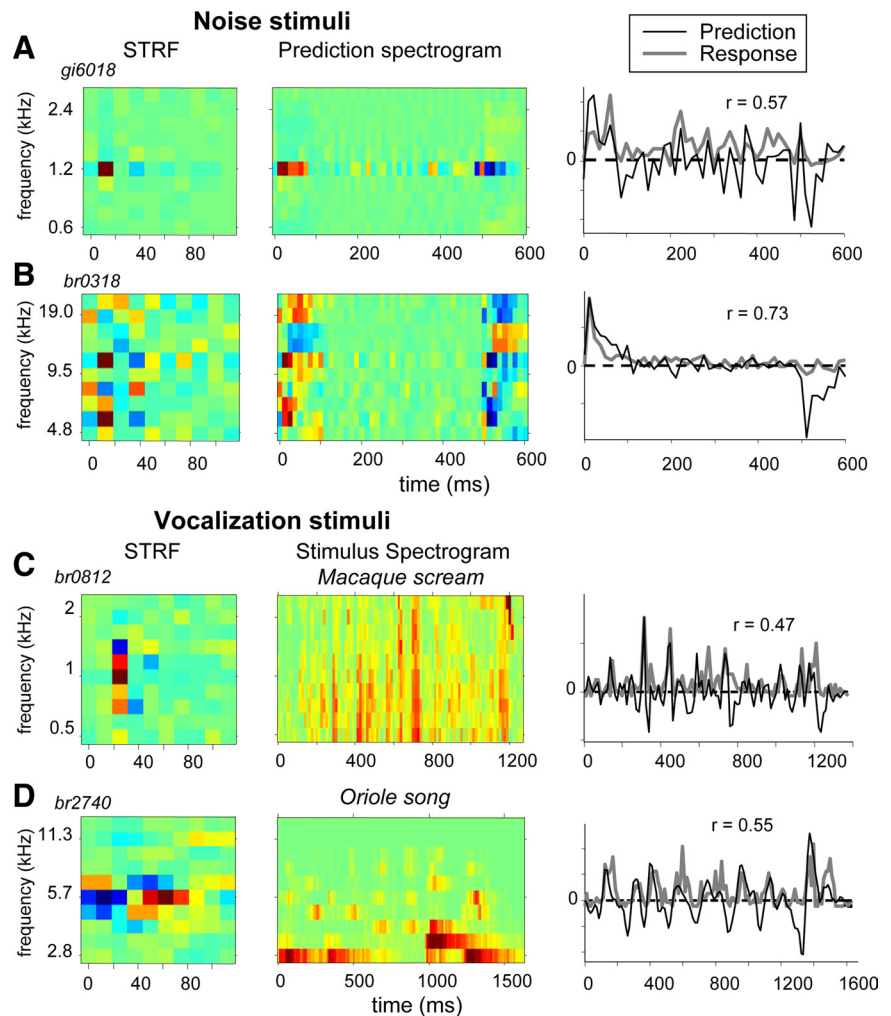 Noise stimuli
Prediction
Response
A
STRF
Prediction spectrogram
gi6018
frequency (kHz)
2.4
1.2
0.6
0 40 80
0 200 400 600
r = 0.57
0
0 200 400 600
B
br0318
frequency (kHz)
19.0
9.5
4.8
0 40 80
0 200 400 600
time (ms)
r = 0.73
0
0 200 400 600
Vocalization stimuli
C
STRF
Stimulus Spectrogram
br0812
Macaque scream
frequency (kHz)
2
1
0.5
0 40 80
0 400 800 1200
r = 0.47
0
0 400 800 1200
D
br2740
Oriole song
frequency (kHz)
11.3
5.7
2.8
0 40 80
0 500 1000 1500
time (ms)
r = 0.55
0
0 400 800 1200 1600